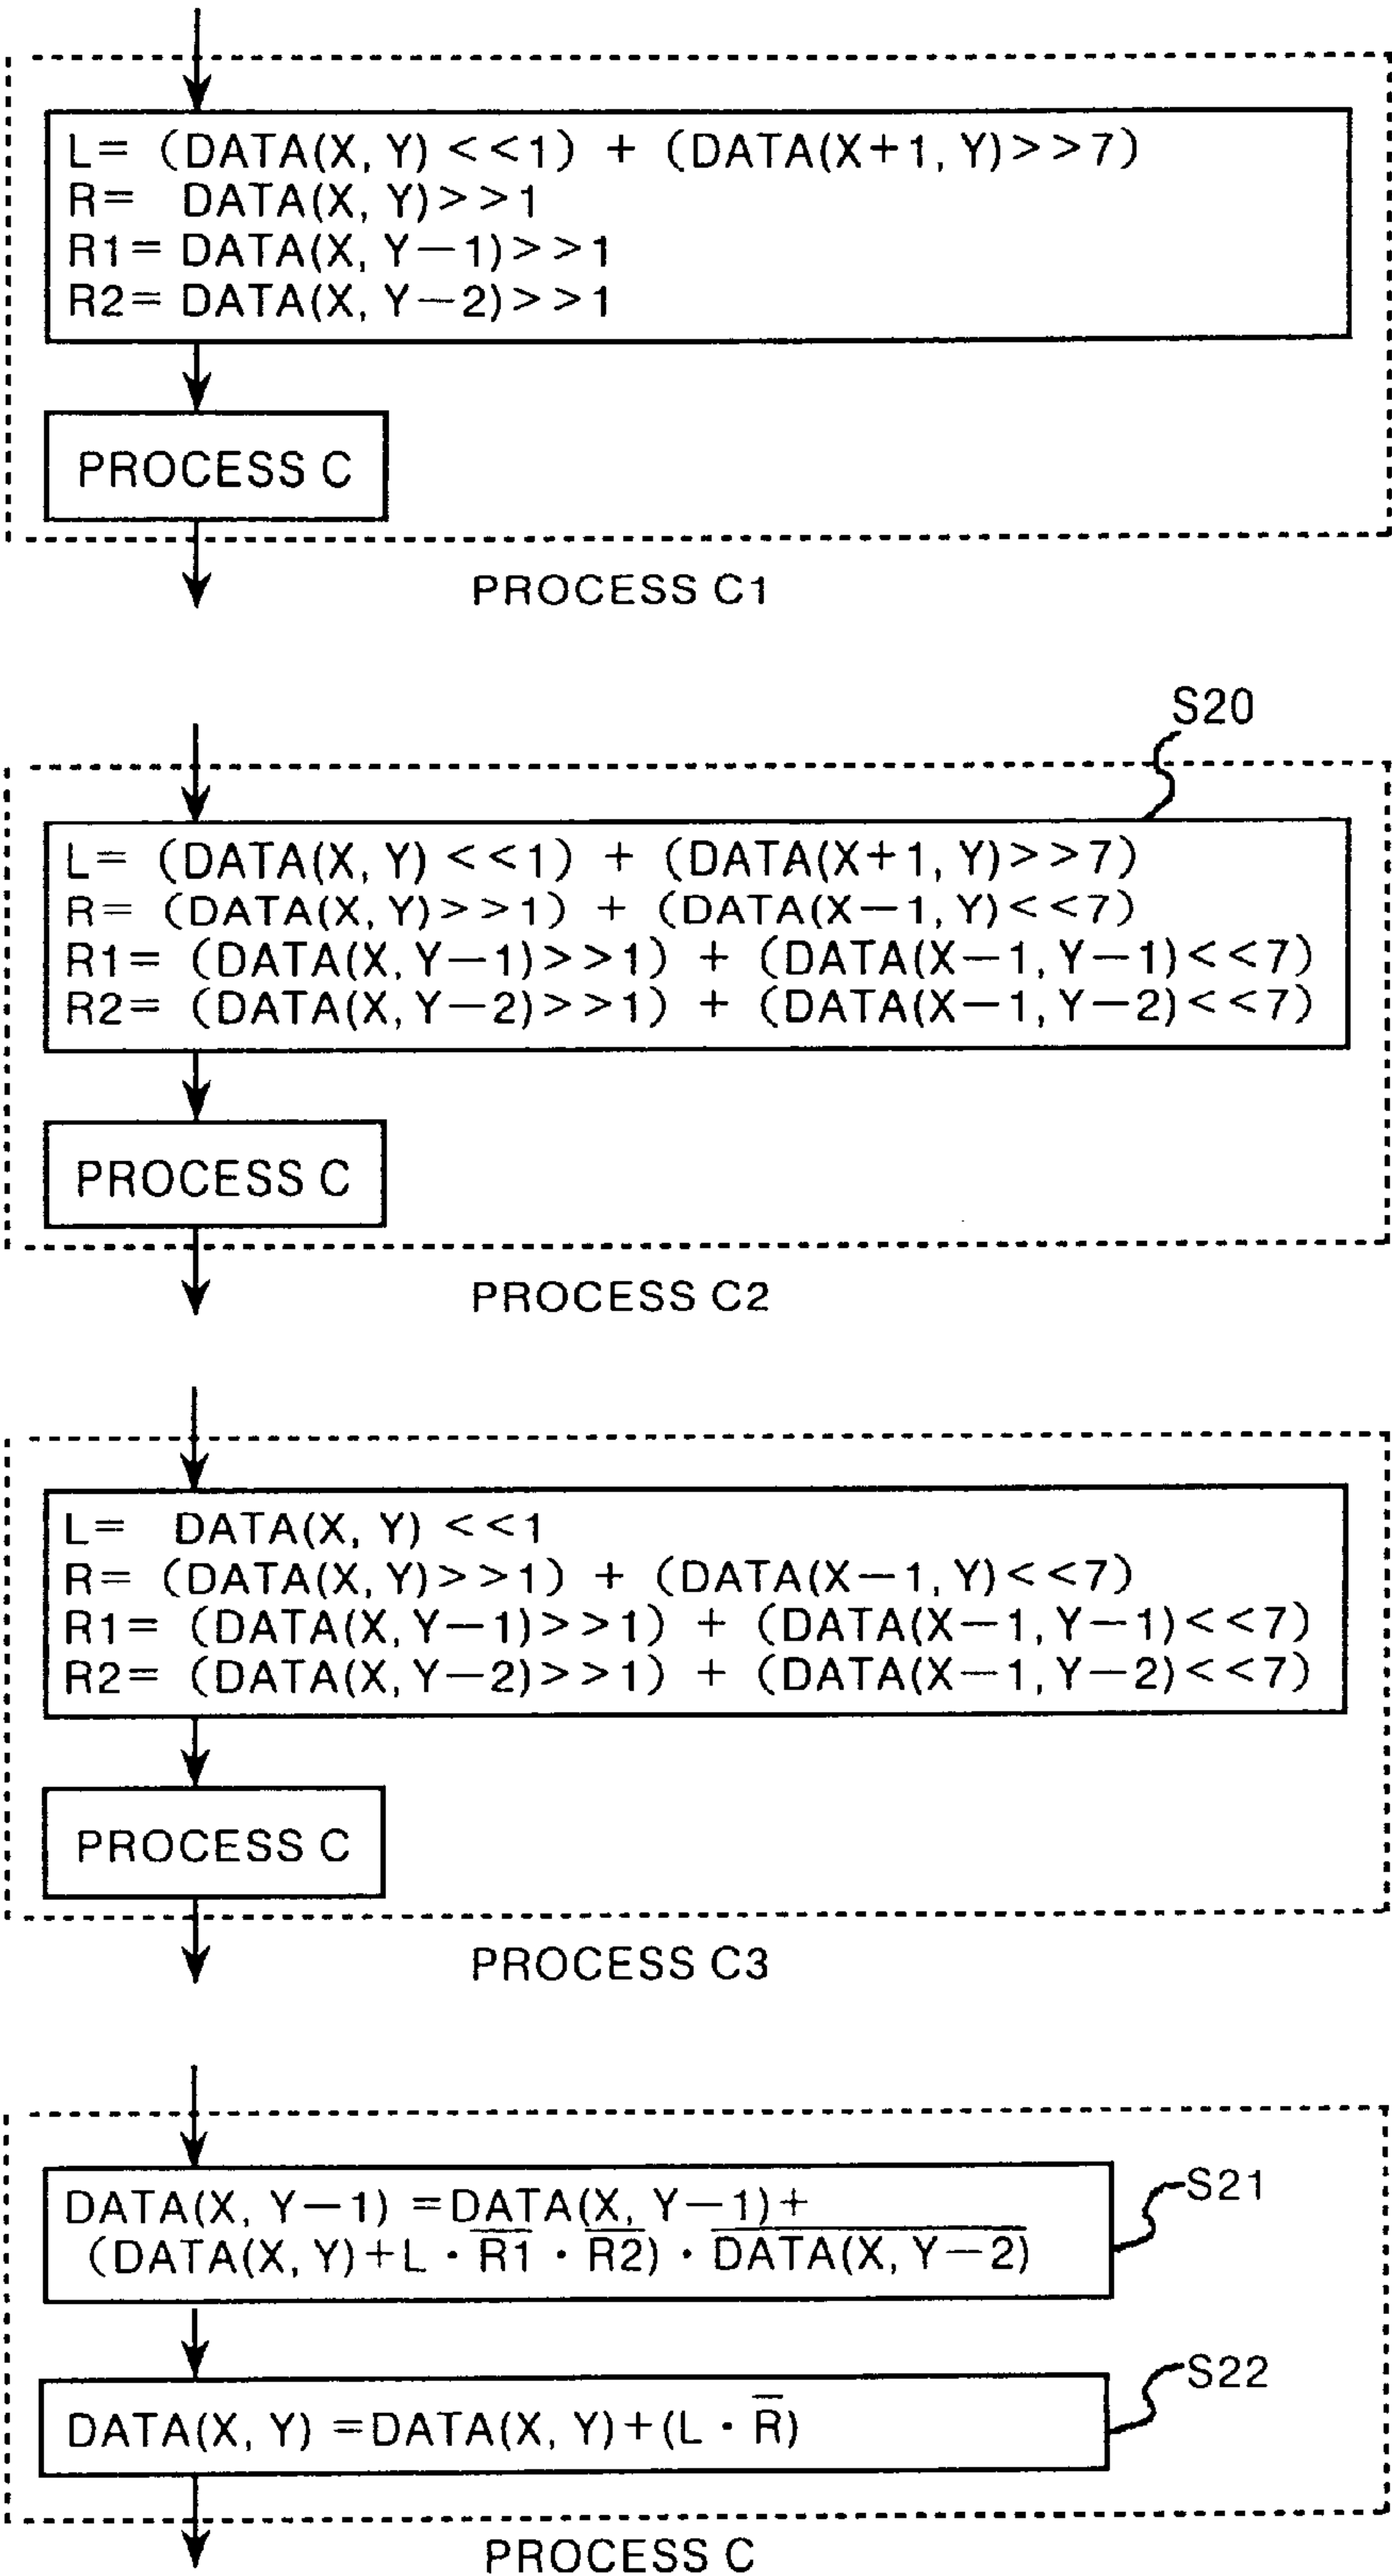 L= (DATA(X, Y) <<1) + (DATA(X+1, Y)>>7)
R= DATA(X, Y)>>1
R1= DATA(X, Y−1)>>1
R2= DATA(X, Y−2)>>1
PROCESS C
PROCESS C1
S20
L= (DATA(X, Y) <<1) + (DATA(X+1, Y)>>7)
R= (DATA(X, Y)>>1) + (DATA(X−1, Y)<<7)
R1= (DATA(X, Y−1)>>1) + (DATA(X−1, Y−1)<<7)
R2= (DATA(X, Y−2)>>1) + (DATA(X−1, Y−2)<<7)
PROCESS C
PROCESS C2
L= DATA(X, Y) <<1
R= (DATA(X, Y)>>1) + (DATA(X−1, Y)<<7)
R1= (DATA(X, Y−1)>>1) + (DATA(X−1, Y−1)<<7)
R2= (DATA(X, Y−2)>>1) + (DATA(X−1, Y−2)<<7)
PROCESS C
PROCESS C3
S21
DATA(X, Y−1) =DATA(X, Y−1)+
(DATA(X, Y)+L · R̅1̅ · R̅2̅) · D̅A̅T̅A̅(̅X̅,̅ ̅Y̅−̅2̅)̅
S22
DATA(X, Y) =DATA(X, Y)+(L · R̅)
PROCESS C